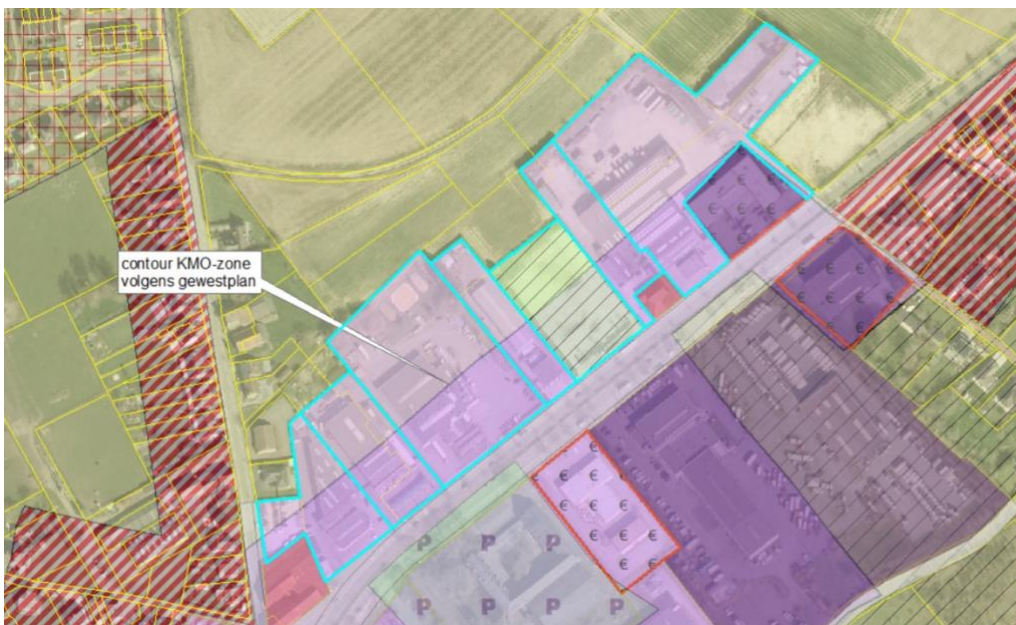 contour KMO-zone
volgens gewestplan
€ € €
€ € €
€
€ € € €
€ € € €
€ €
€ € €
€ € €
€ € €
€ €
P P P
P P P P